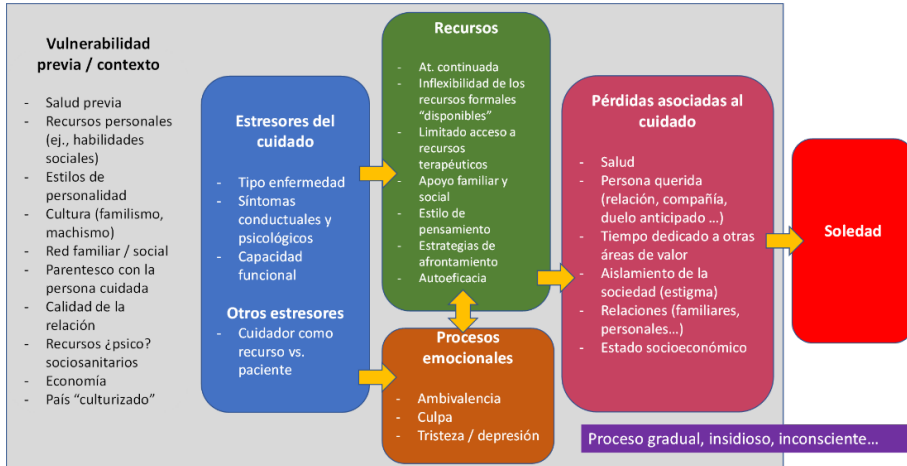 Vulnerabilidad
previa / contexto
- Salud previa
- Recursos personales
(ej., habilidades
sociales)
- Estilos de
personalidad
- Cultura (familismo,
machismo)
- Red familiar / social
- Parentesco con la
persona cuidada
- Calidad de la
relación
- Recursos ¿psico?
sociosanitarios
- Economía
- País “culturizado”
Estresores del
cuidado
- Tipo enfermedad
- Síntomas
conductuales y
psicológicos
- Capacidad
funcional
Otros estresores
- Cuidador como
recurso vs.
paciente
Recursos
- At. continuada
- Inflexibilidad de los
recursos formales
“disponibles”
- Limitado acceso a
recursos
terapéuticos
- Apoyo familiar y
social
- Estilo de
pensamiento
- Estrategias de
afrontamiento
- Autoeficacia
Procesos
emocionales
- Ambivalencia
- Culpa
- Tristeza / depresión
Pérdidas asociadas al
cuidado
- Salud
- Persona querida
(relación, compañía,
duelo anticipado ...)
- Tiempo dedicado a otras
áreas de valor
- Aislamiento de la
sociedad (estigma)
- Relaciones (familiares,
personales...)
- Estado socioeconómico
Soledad
Proceso gradual, insidioso, inconsciente...